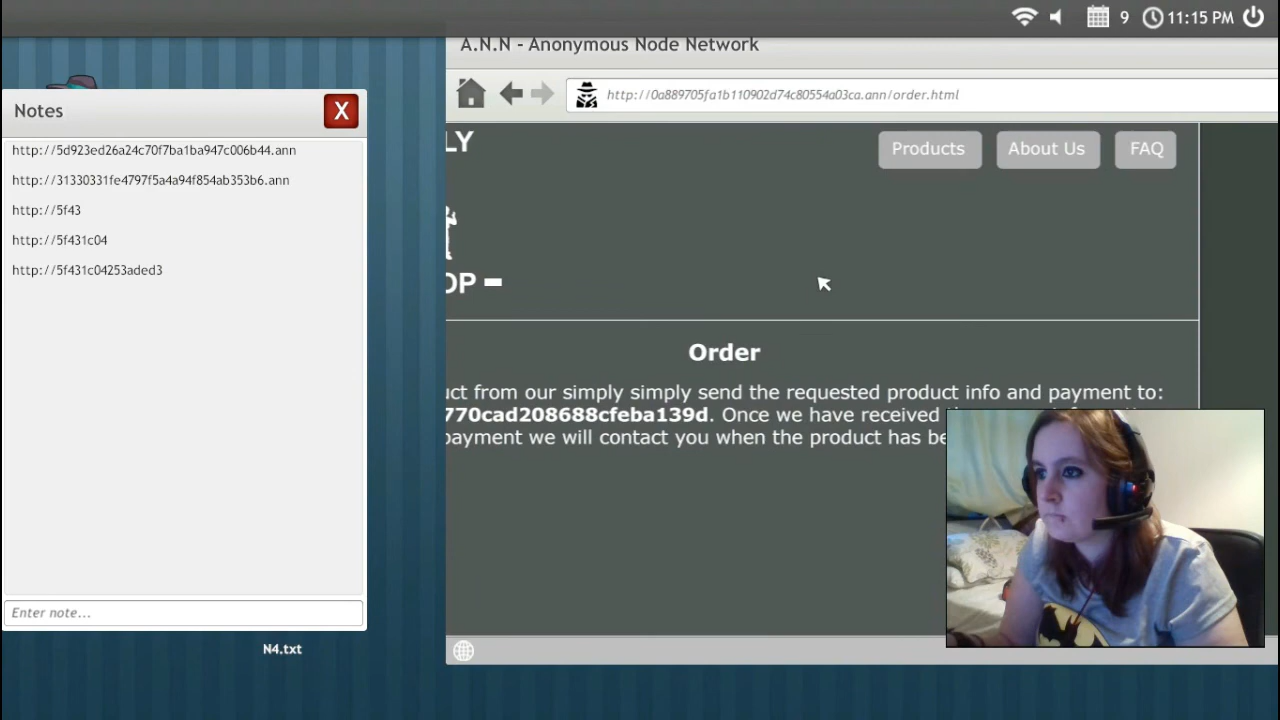 9 11:15 PM
A.N.N - Anonymous Node Network
http://0a889705fa1b110902d74c80554a03ca.ann/order.html
Notes
X
http://5d923ed26a24c70f7ba1ba947c006b44.ann
http://31330331fe4797f5a4a94f854ab353b6.ann
http://5f43
http://5f431c04
http://5f431c04253aded3
Enter note...
N4.txt
LY
Products
About Us
FAQ
OP -
Order
uct from our simply simply send the requested product info and payment to:
770cad208688cfeba139d. Once we have received
payment we will contact you when the product has be